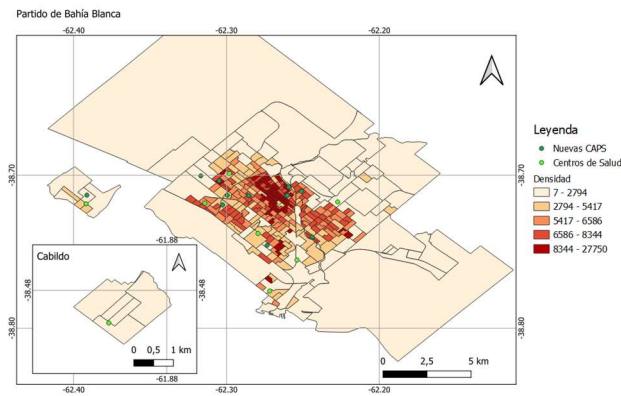 Partido de Bahía Blanca
-62.40
-62.30
-62.20
-38.70
-38.70
-38.80
-38.80
-62.40
-62.30
-62.20
Leyenda
Nuevas CAPS
Centros de Salud
Densidad
7 - 2794
2794 - 5417
5417 - 6586
6586 - 8344
8344 - 27750
Cabildo
-61.88
-38.48
-38.48
-61.88
0 0,5 1 km
0 2,5 5 km